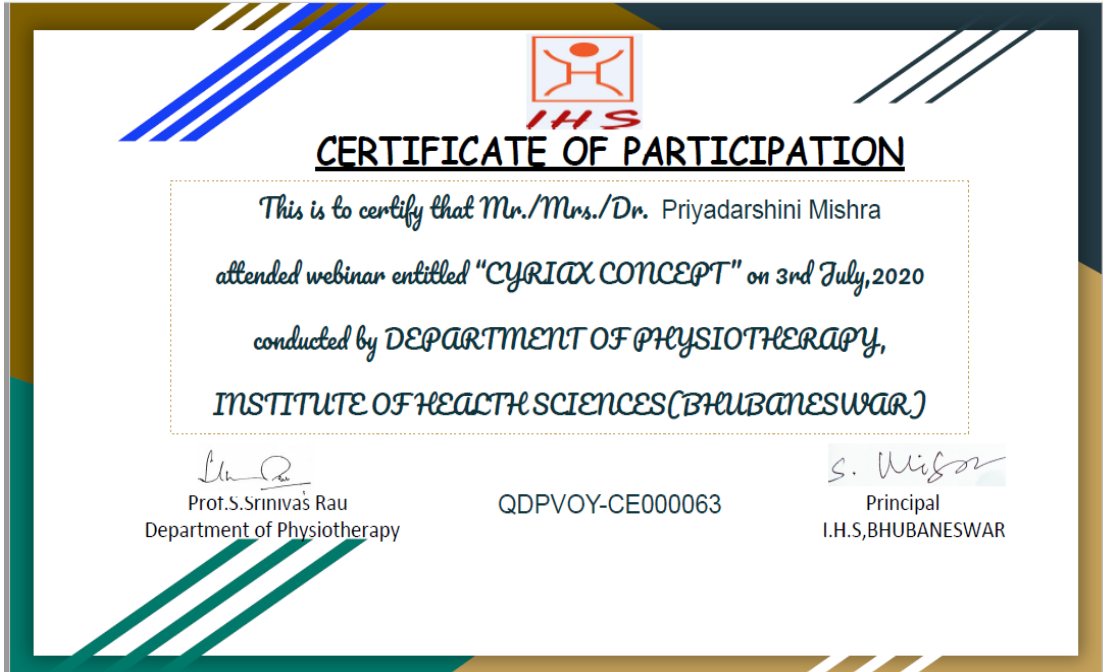 IHS
CERTIFICATE OF PARTICIPATION
This is to certify that Mr./Mrs./Dr. Priyadarshini Mishra
attended webinar entitled "CYRIAX CONCEPT" on 3rd July,2020
conducted by DEPARTMENT OF PHYSIOTHERAPY,
INSTITUTE OF HEALTH SCIENCES(BHUBANESWAR)
Prof.S.Srinivas Rau
Department of Physiotherapy
QDPVOY-CE000063
S. Misra
Principal
I.H.S,BHUBANESWAR